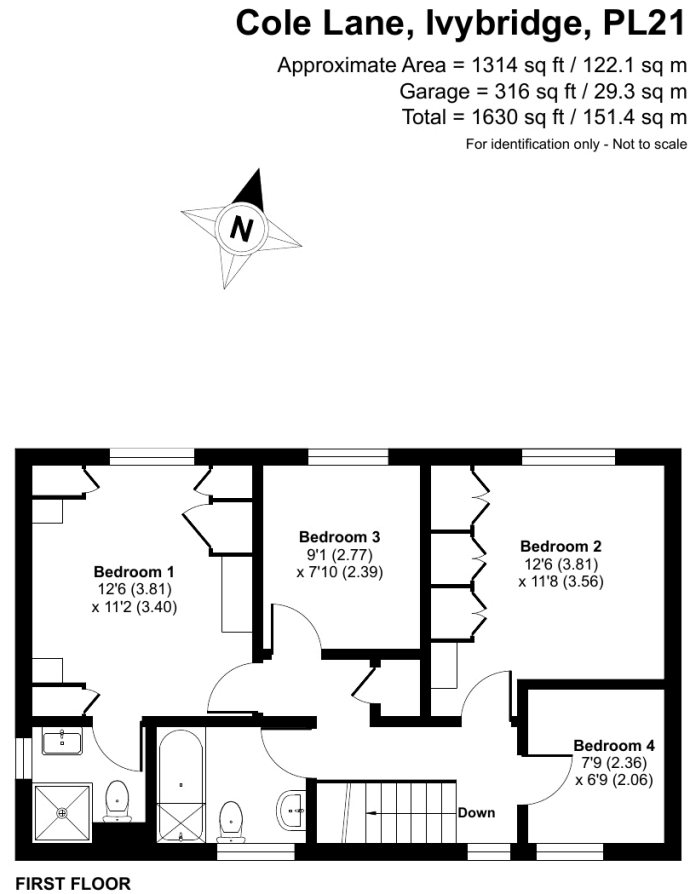 Cole Lane, Ivybridge, PL21
Approximate Area = 1314 sq ft / 122.1 sq m
Garage = 316 sq ft / 29.3 sq m
Total = 1630 sq ft / 151.4 sq m
For identification only - Not to scale
N
Bedroom 3
9'1 (2.77)
x 7'10 (2.39)
Bedroom 2
12'6 (3.81)
x 11'8 (3.56)
Bedroom 1
12'6 (3.81)
x 11'2 (3.40)
Bedroom 4
7'9 (2.36)
x 6'9 (2.06)
Down
FIRST FLOOR